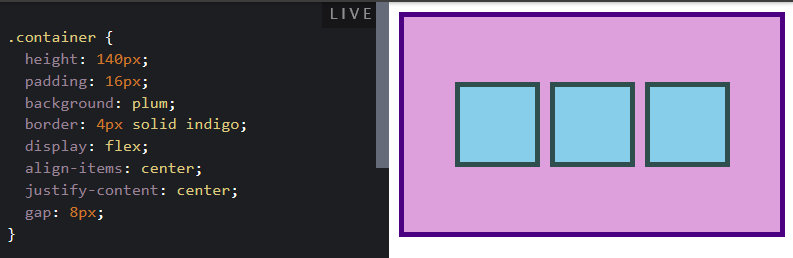 LIVE
.container {
  height: 140px;
  padding: 16px;
  background: plum;
  border: 4px solid indigo;
  display: flex;
  align-items: center;
  justify-content: center;
  gap: 8px;
}